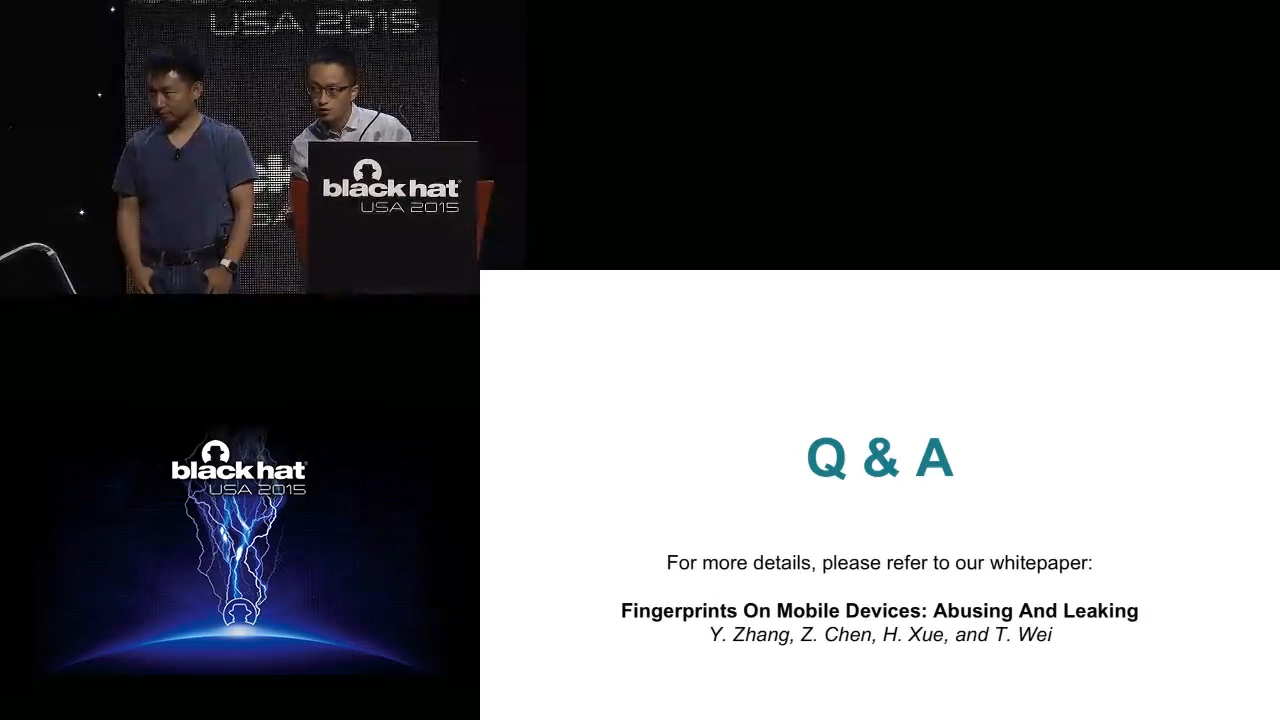 USA 2015
black hat
USA 2015
black hat
USA 2015
Q & A
For more details, please refer to our whitepaper:
Fingerprints On Mobile Devices: Abusing And Leaking
Y. Zhang, Z. Chen, H. Xue, and T. Wei